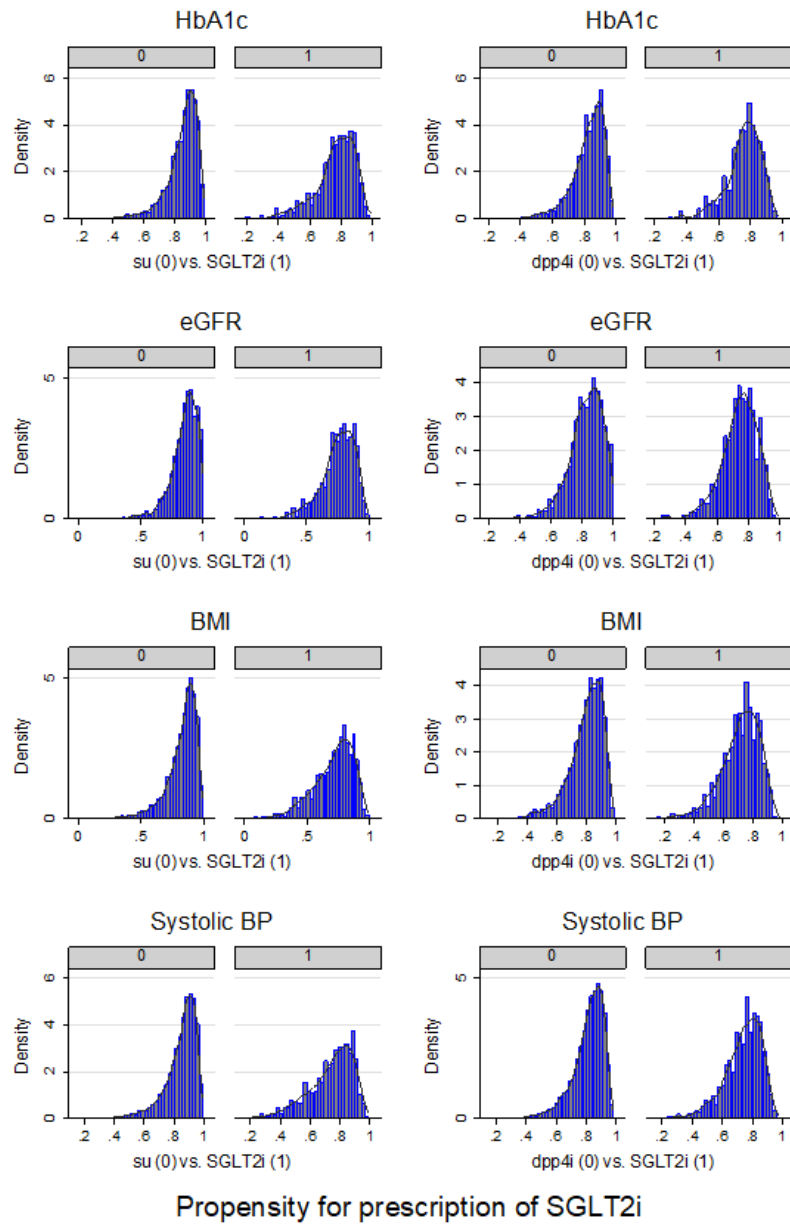 HbA1c
0 1
6
4
2
0
Density
.2 .4 .6 .8 1 .2 .4 .6 .8 1
su (0) vs. SGLT2i (1)
HbA1c
0 1
6
4
2
0
Density
.2 .4 .6 .8 1 .2 .4 .6 .8 1
dpp4i (0) vs. SGLT2i (1)
eGFR
0 1
5
0
Density
0 .5 1 0 .5 1
su (0) vs. SGLT2i (1)
eGFR
0 1
4
3
2
1
0
Density
.2 .4 .6 .8 1 .2 .4 .6 .8 1
dpp4i (0) vs. SGLT2i (1)
BMI
0 1
5
0
Density
0 .5 1 0 .5 1
su (0) vs. SGLT2i (1)
BMI
0 1
4
3
2
1
0
Density
.2 .4 .6 .8 1 .2 .4 .6 .8 1
dpp4i (0) vs. SGLT2i (1)
Systolic BP
0 1
6
4
2
0
Density
.2 .4 .6 .8 1 .2 .4 .6 .8 1
su (0) vs. SGLT2i (1)
Systolic BP
0 1
5
0
Density
.2 .4 .6 .8 1 .2 .4 .6 .8 1
dpp4i (0) vs. SGLT2i (1)
Propensity for prescription of SGLT2i